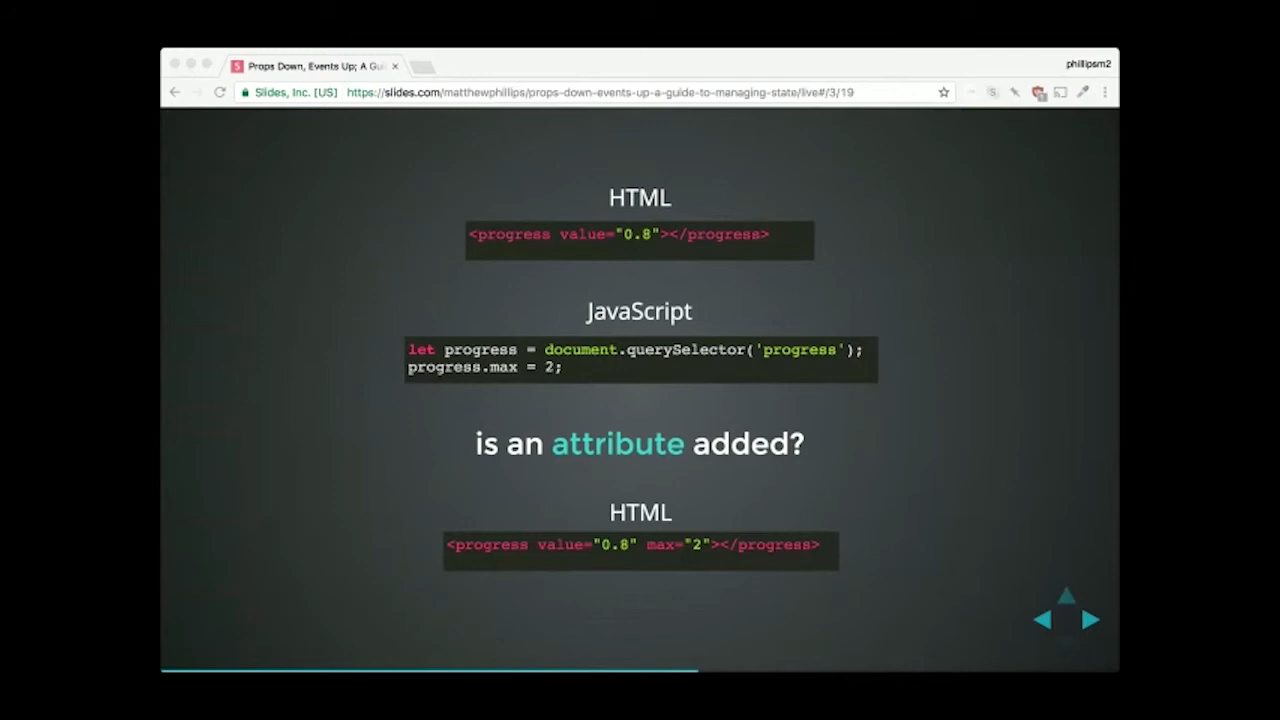 Props Down, Events Up; A Gui
phillipsm2
Slides, Inc. [US] https://slides.com/matthewphillips/props-down-events-up-a-guide-to-managing-state/live#/3/19
HTML
<progress value="0.8"></progress>
JavaScript
let progress = document.querySelector('progress');
progress.max = 2;
is an attribute added?
HTML
<progress value="0.8" max="2"></progress>